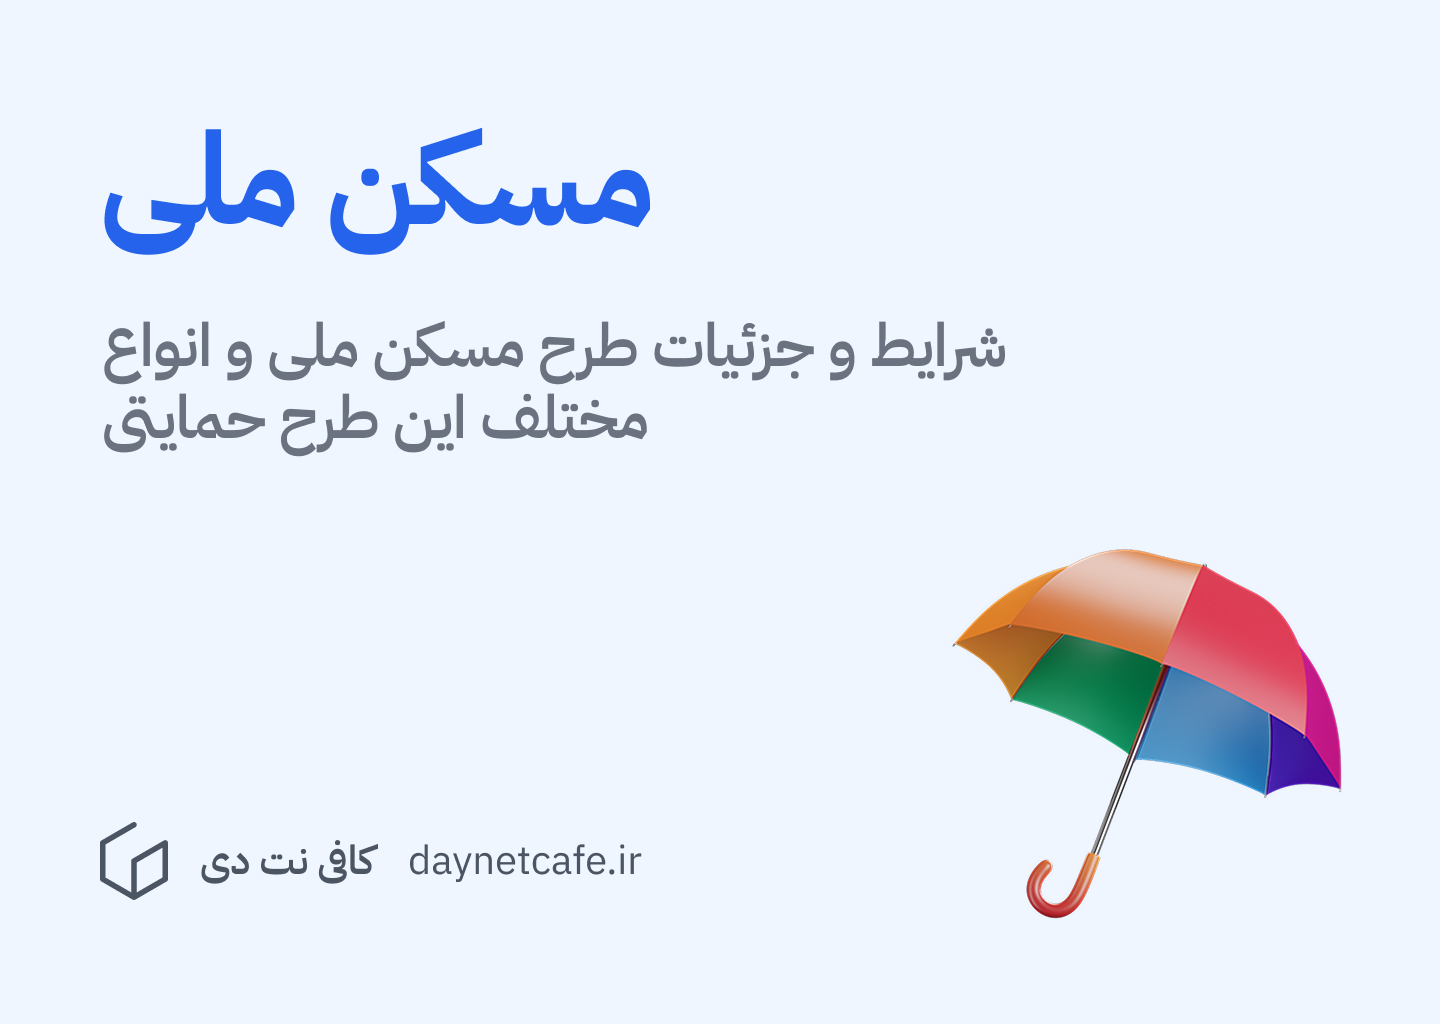 مسکن ملی
شرایط و جزئیات طرح مسکن ملی و انواع
مختلف این طرح حمایتی
کافی نت دی daynetcafe.ir